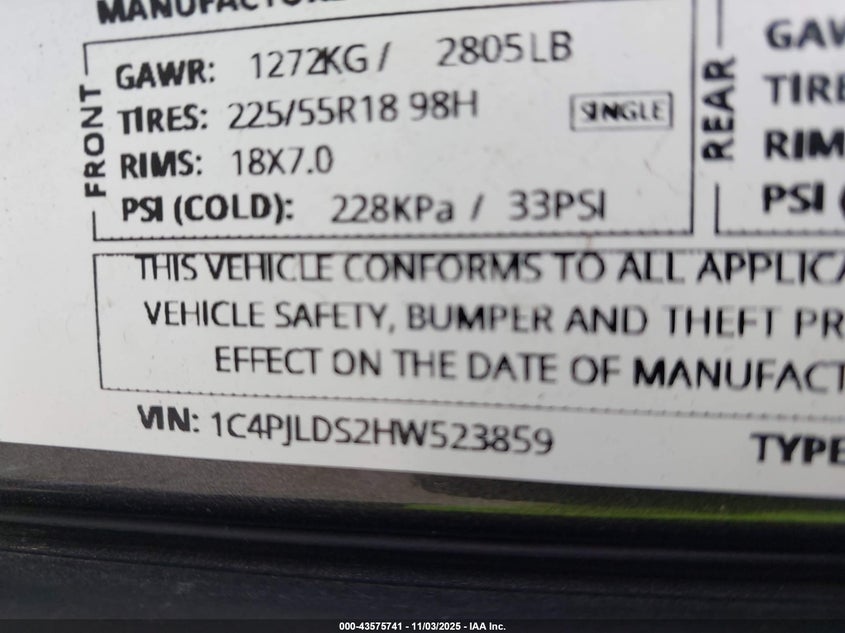 MANUFACTURE
FRONT
GAWR: 1272KG / 2805LB
TIRES: 225/55R18 98H SINGLE
RIMS: 18X7.0
PSI (COLD): 228KPa / 33PSI
REAR
GAW
TIRE
RIM
PSI (
THIS VEHICLE CONFORMS TO ALL APPLICA
VEHICLE SAFETY, BUMPER AND THEFT PR
EFFECT ON THE DATE OF MANUFACT
VIN: 1C4PJLDS2HW523859
TYPE
000-43575741 - 11/03/2025 - IAA Inc.